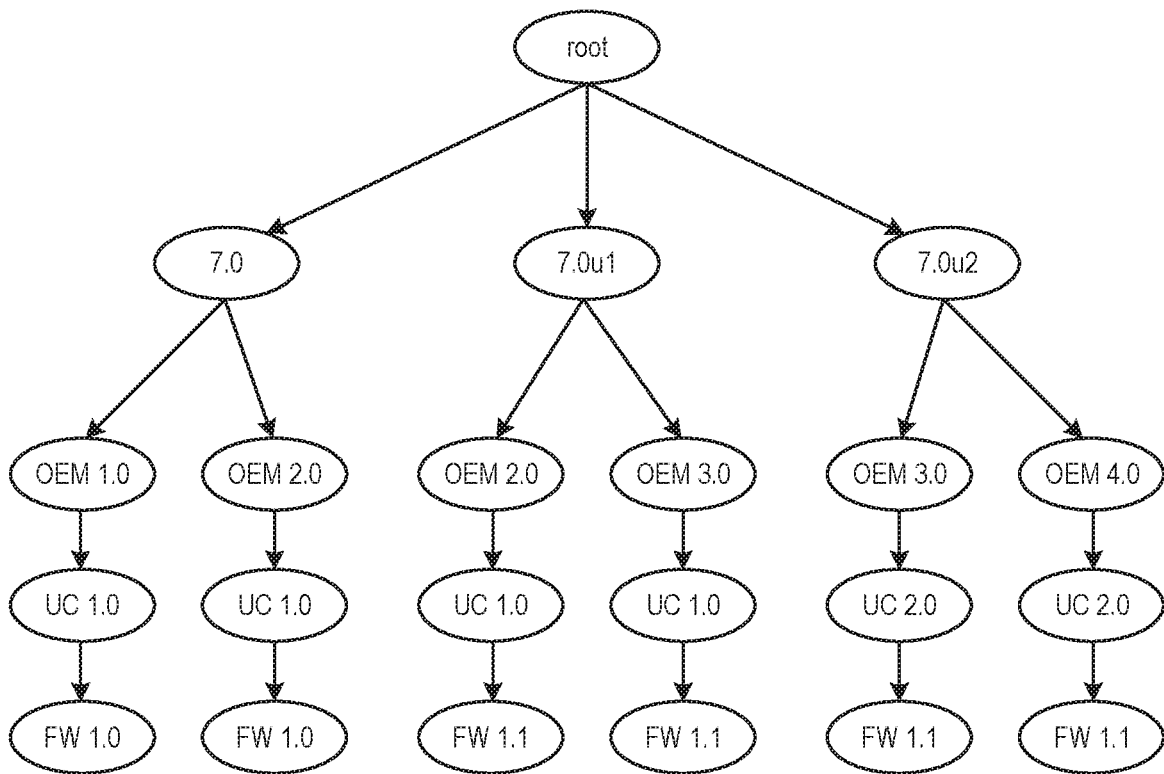 root
7.0
7.0u1
7.0u2
OEM 1.0
OEM 2.0
OEM 2.0
OEM 3.0
OEM 3.0
OEM 4.0
UC 1.0
UC 1.0
UC 1.0
UC 1.0
UC 2.0
UC 2.0
FW 1.0
FW 1.0
FW 1.1
FW 1.1
FW 1.1
FW 1.1